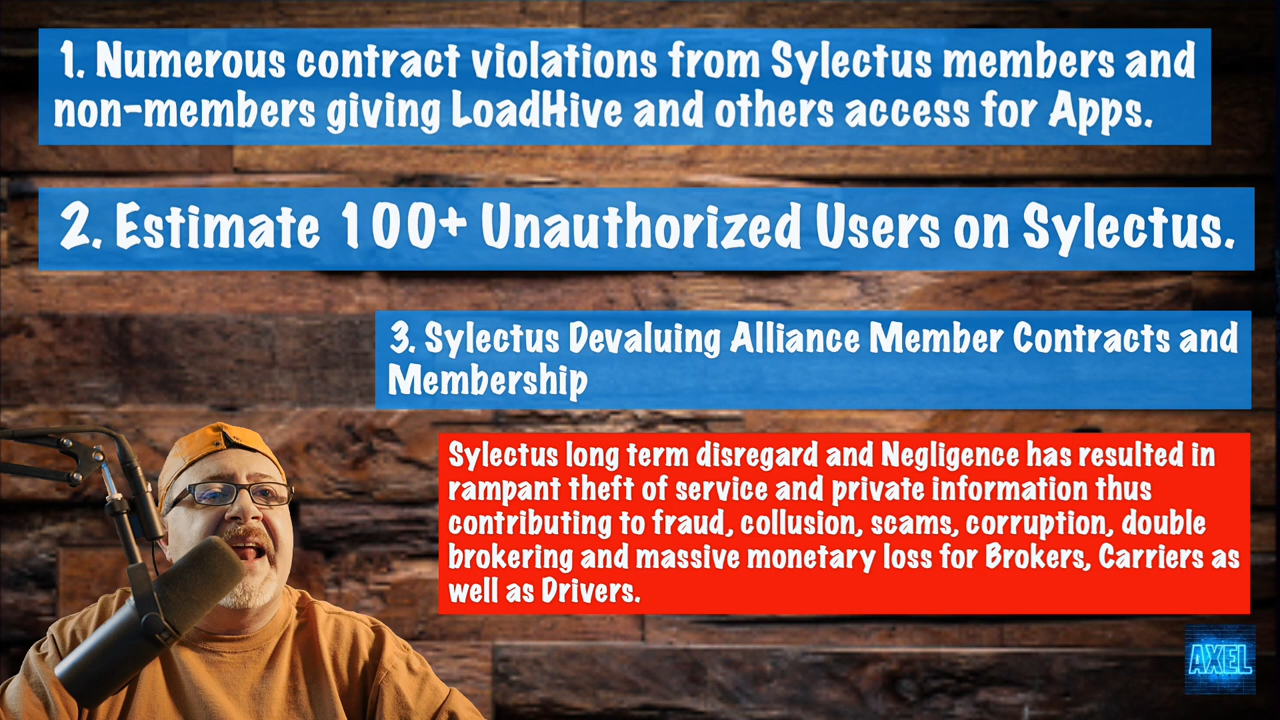 1. Numerous contract violations from Sylectus members and
non-members giving LoadHive and others access for Apps.
2. Estimate 100+ Unauthorized Users on Sylectus.
3. Sylectus Devaluing Alliance Member Contracts and
Membership
Sylectus long term disregard and Negligence has resulted in
rampant theft of service and private information thus
contributing to fraud, collusion, scams, corruption, double
brokering and massive monetary loss for Brokers, Carriers as
well as Drivers.
AXEL